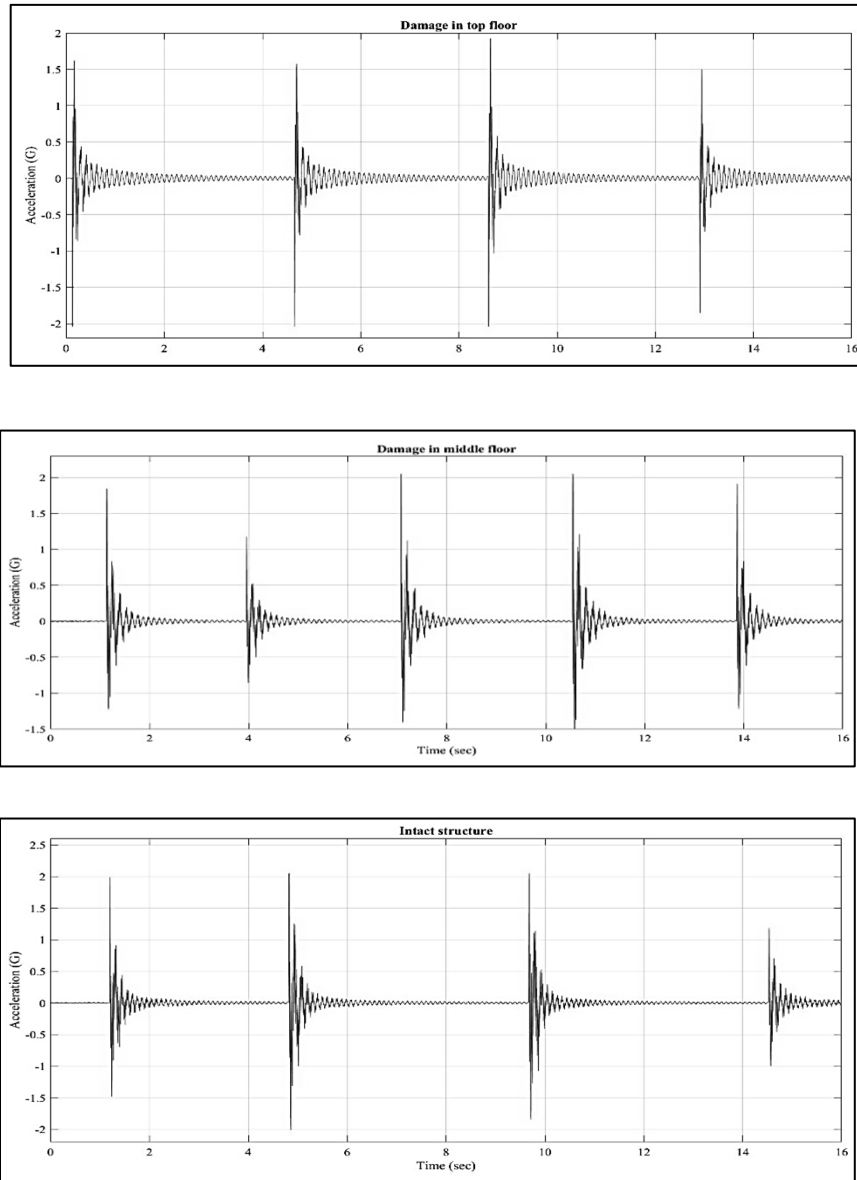 Damage in top floor
2
1.5
1
0.5
0
-0.5
-1
-1.5
-2
Acceleration (G)
0 2 4 6 8 10 12 14 16
Damage in middle floor
2
1.5
1
0.5
0
-0.5
-1
-1.5
Acceleration (G)
0 2 4 6 8 10 12 14 16
Time (sec)
Intact structure
2.5
2
1.5
1
0.5
0
-0.5
-1
-1.5
-2
Acceleration (G)
0 2 4 6 8 10 12 14 16
Time (sec)